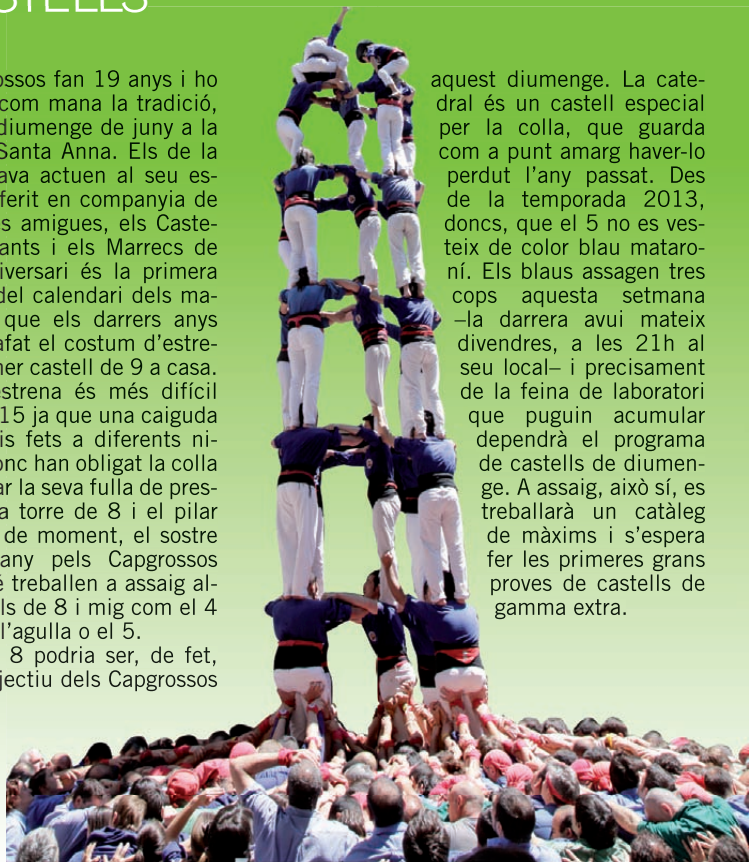 STELLS
ossos fan 19 anys i ho
com mana la tradició,
diumenge de juny a la
Santa Anna. Els de la
ava actuen al seu es-
ferit en companyia de
s amigues, els Caste-
ants i els Marrecs de
iversari és la primera
del calendari dels ma-
que els darrers anys
afat el costum d'estre-
ner castell de 9 a casa.
estrena és més difícil
15 ja que una caiguda
is fets a diferents ni-
onc han obligat la colla
ar la seva fulla de pres-
a torre de 8 i el pilar
de moment, el sostre
any pels Capgrossos
é treballen a assaig al-
ls de 8 i mig com el 4
l'agulla o el 5.
8 podria ser, de fet,
jectiu dels Capgrossos
aquest diumenge. La cate-
dral és un castell especial
per la colla, que guarda
com a punt amarg haver-lo
perdut l'any passat. Des
de la temporada 2013,
doncs, que el 5 no es ves-
teix de color blau mataro-
ní. Els blaus assagen tres
cops aquesta setmana
–la darrera avui mateix
divendres, a les 21h al
seu local– i precisament
de la feina de laboratori
que puguin acumular
dependrà el programa
de castells de diumen-
ge. A assaig, això sí, es
treballarà un catàleg
de màxims i s'espera
fer les primeres grans
proves de castells de
gamma extra.